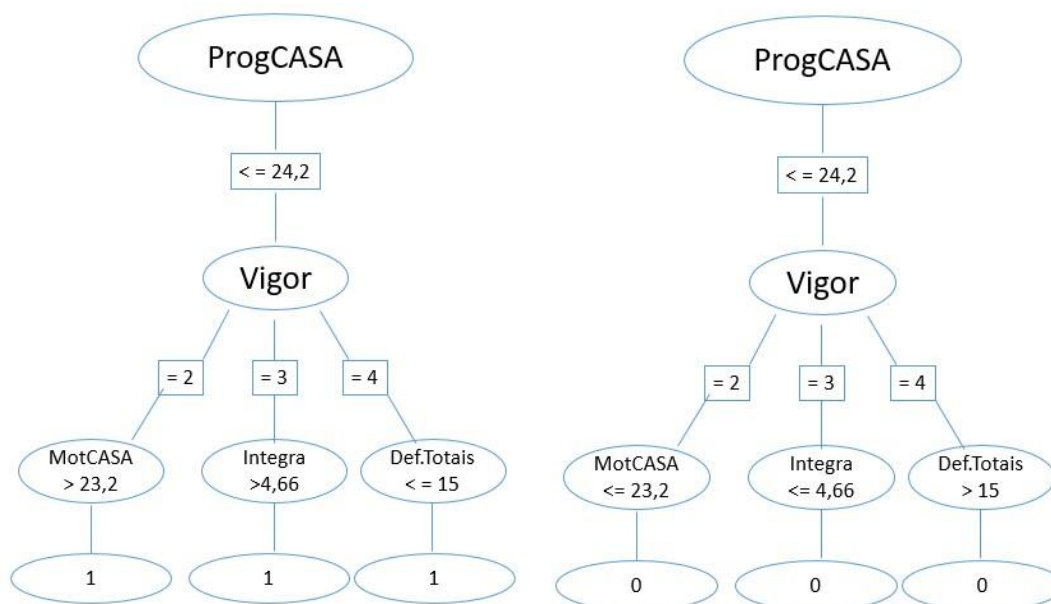 ProgCASA
< = 24,2
Vigor
= 2
= 3
= 4
MotCASA
> 23,2
Integra
>4,66
Def.Totais
< = 15
1
1
1
ProgCASA
< = 24,2
Vigor
= 2
= 3
= 4
MotCASA
<= 23,2
Integra
<= 4,66
Def.Totais
> 15
0
0
0